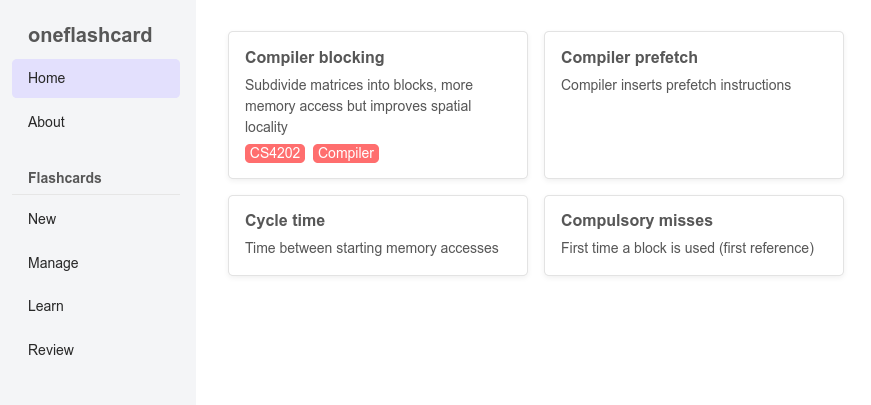 oneflashcard
Home
About
Flashcards
New
Manage
Learn
Review
Compiler blocking
Subdivide matrices into blocks, more
memory access but improves spatial
locality
CS4202 Compiler
Compiler prefetch
Compiler inserts prefetch instructions
Cycle time
Time between starting memory accesses
Compulsory misses
First time a block is used (first reference)